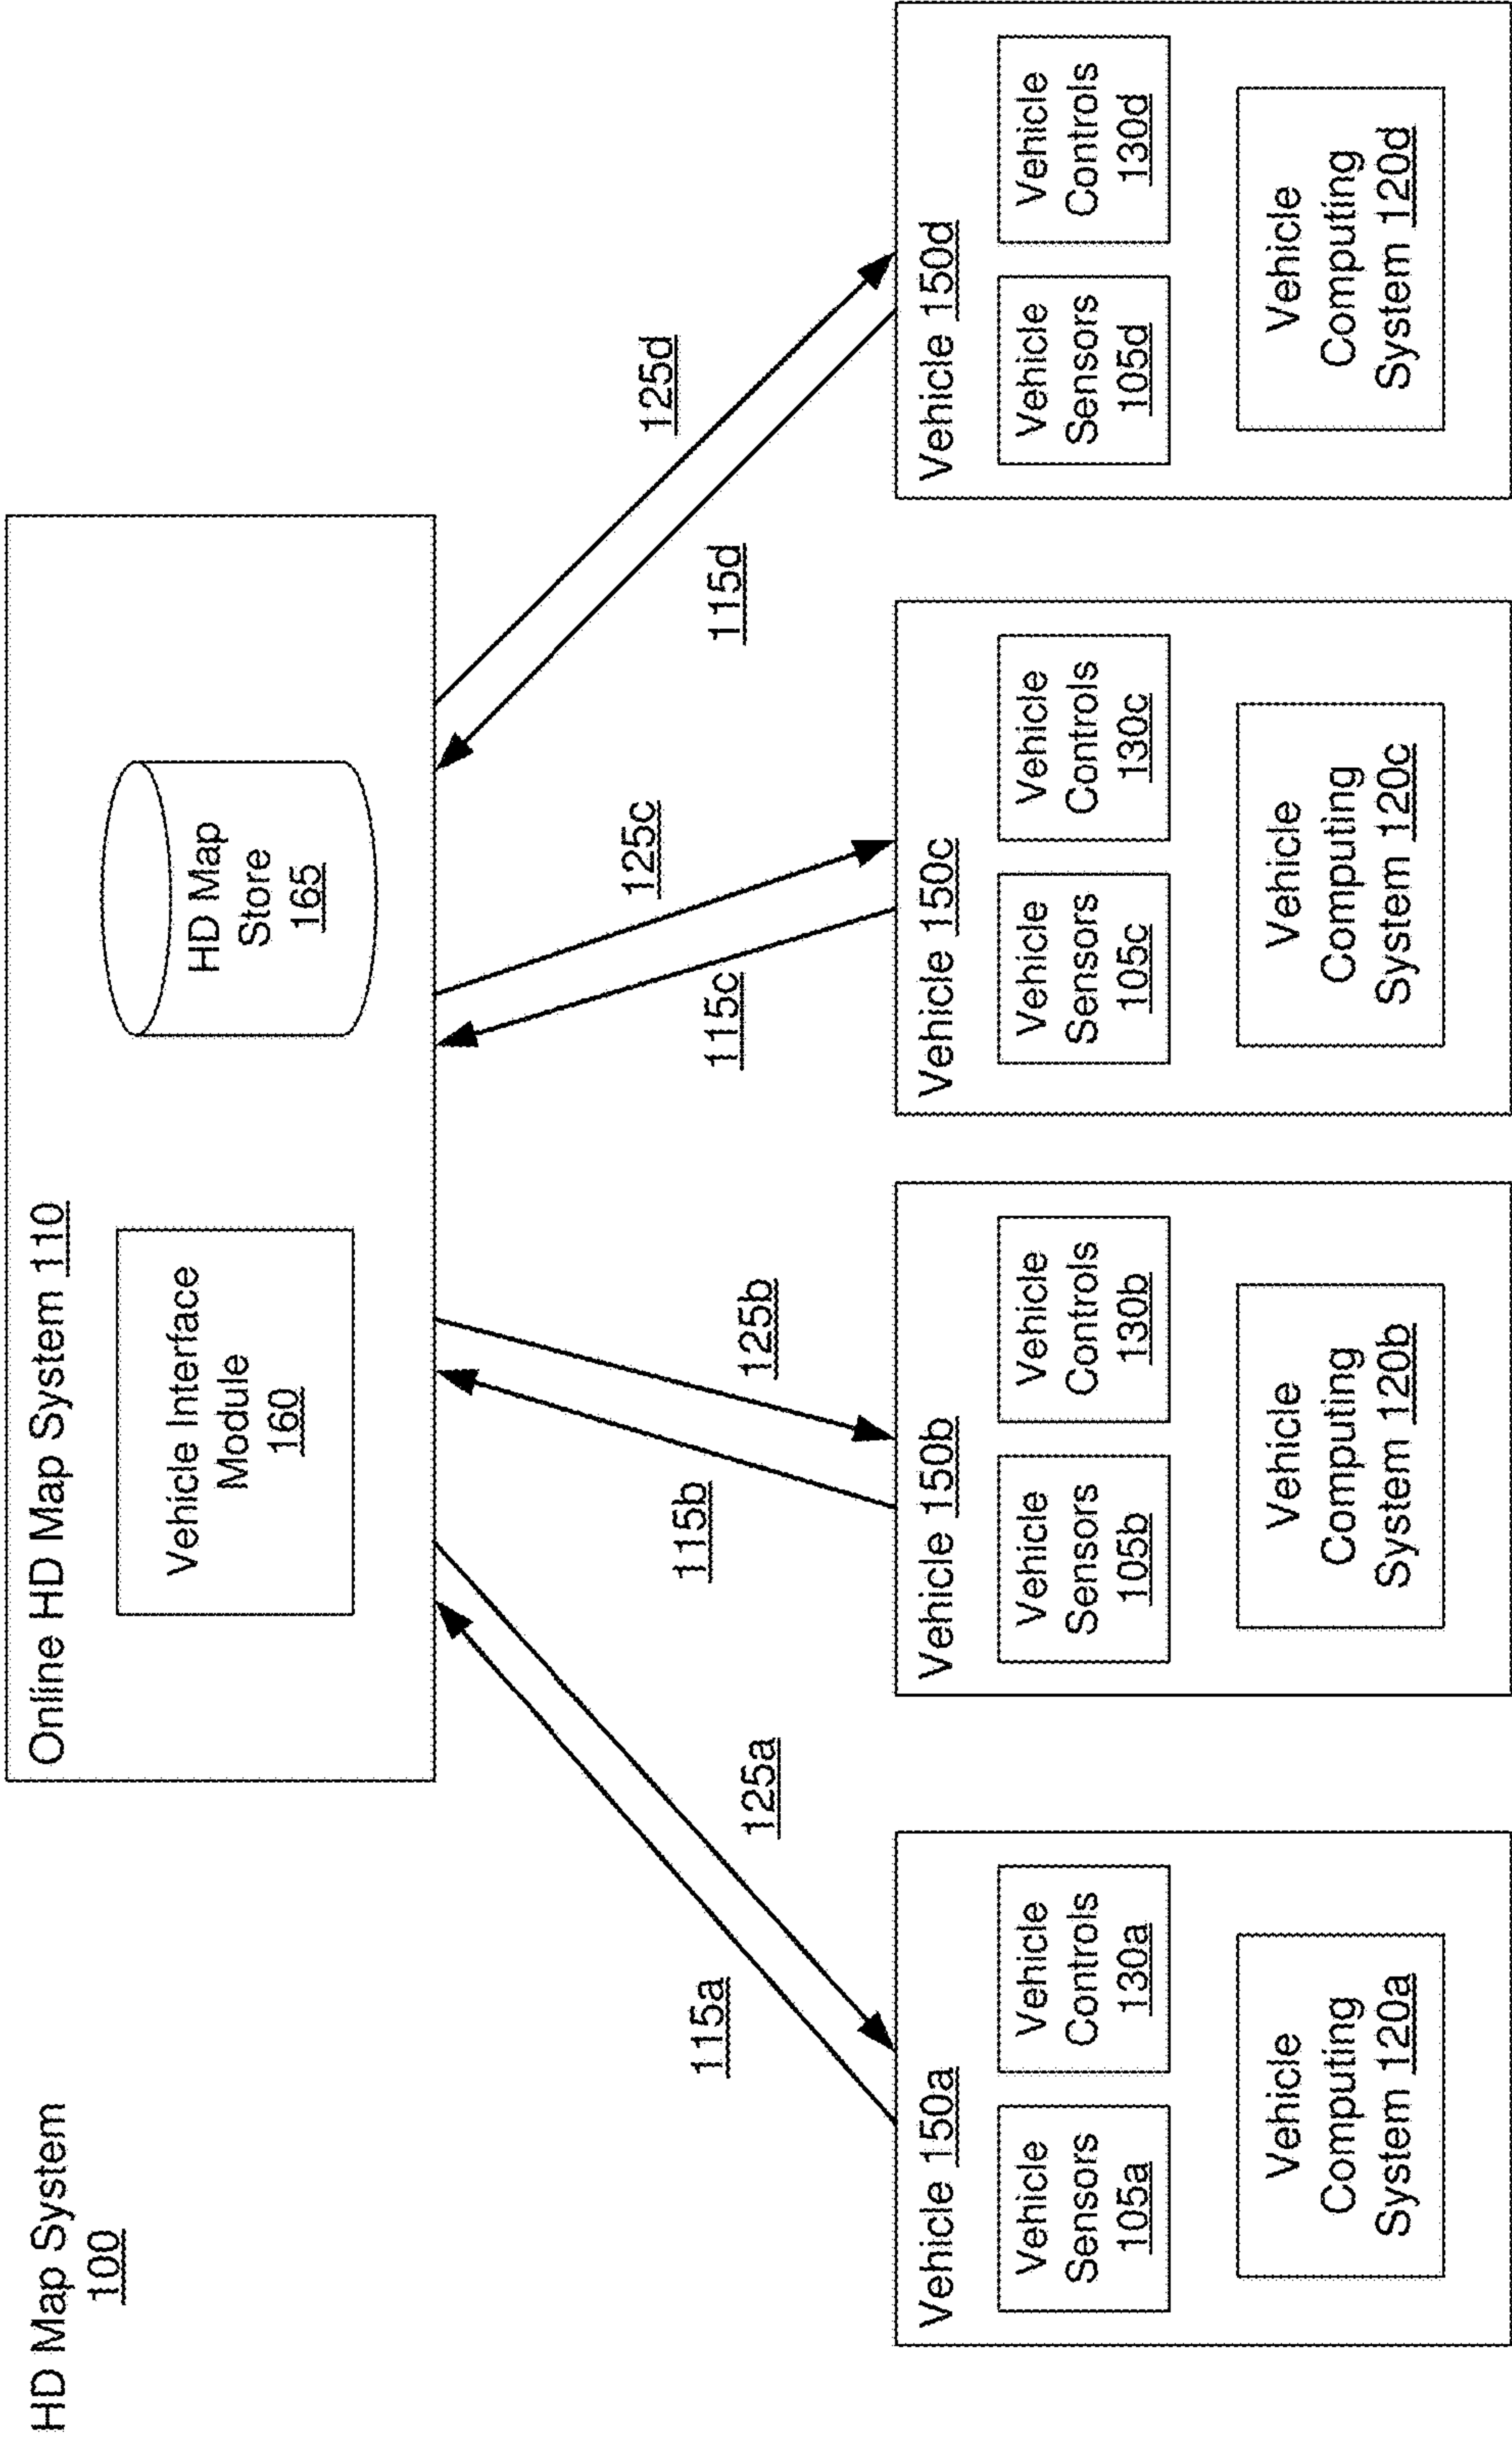 HD Map System
100
Online HD Map System 110
Vehicle Interface
Module
160
HD Map
Store
165
115a
125a
115b
125b
115c
125c
115d
125d
Vehicle 150a
Vehicle
Sensors
105a
Vehicle
Controls
130a
Vehicle
Computing
System 120a
Vehicle 150b
Vehicle
Sensors
105b
Vehicle
Controls
130b
Vehicle
Computing
System 120b
Vehicle 150c
Vehicle
Sensors
105c
Vehicle
Controls
130c
Vehicle
Computing
System 120c
Vehicle 150d
Vehicle
Sensors
105d
Vehicle
Controls
130d
Vehicle
Computing
System 120d